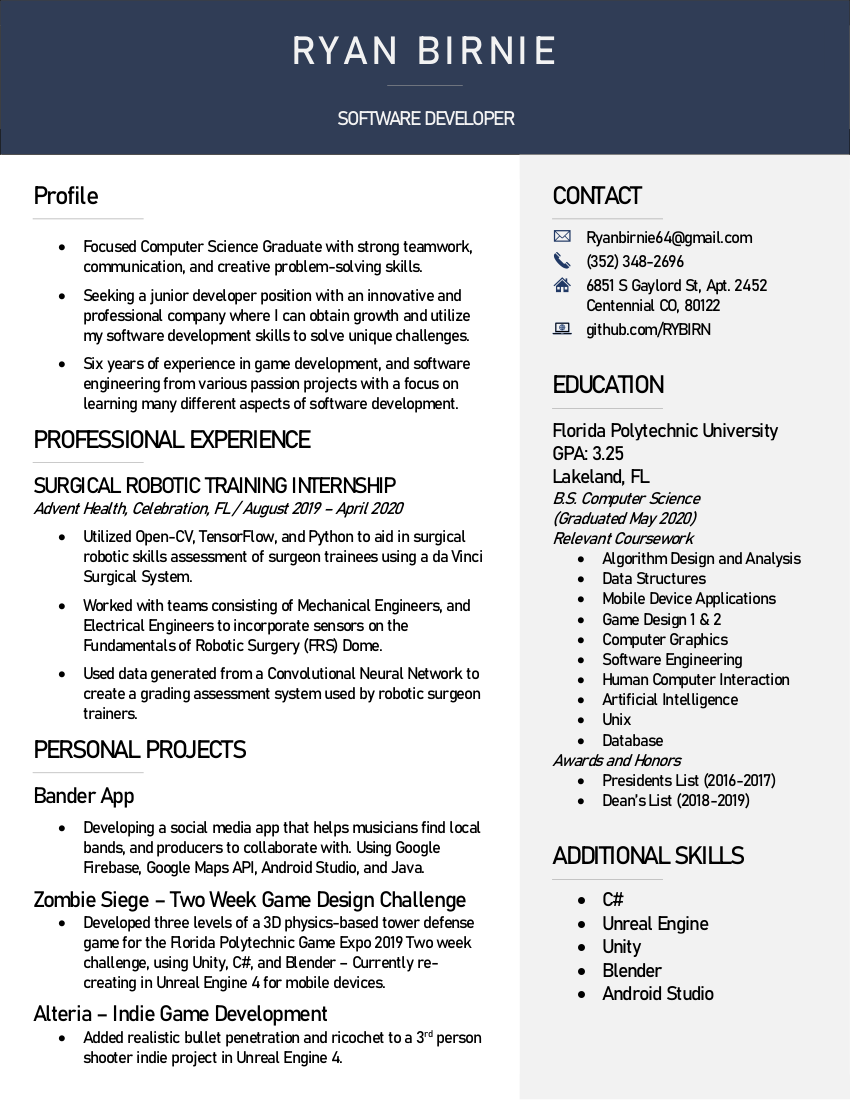 RYAN BIRNIE
SOFTWARE DEVELOPER
Profile
• Focused Computer Science Graduate with strong teamwork,
communication, and creative problem-solving skills.
• Seeking a junior developer position with an innovative and
professional company where I can obtain growth and utilize
my software development skills to solve unique challenges.
• Six years of experience in game development, and software
engineering from various passion projects with a focus on
learning many different aspects of software development.
PROFESSIONAL EXPERIENCE
SURGICAL ROBOTIC TRAINING INTERNSHIP
Advent Health, Celebration, FL / August 2019 – April 2020
• Utilized Open-CV, TensorFlow, and Python to aid in surgical
robotic skills assessment of surgeon trainees using a da Vinci
Surgical System.
• Worked with teams consisting of Mechanical Engineers, and
Electrical Engineers to incorporate sensors on the
Fundamentals of Robotic Surgery (FRS) Dome.
• Used data generated from a Convolutional Neural Network to
create a grading assessment system used by robotic surgeon
trainers.
PERSONAL PROJECTS
Bander App
• Developing a social media app that helps musicians find local
bands, and producers to collaborate with. Using Google
Firebase, Google Maps API, Android Studio, and Java.
Zombie Siege – Two Week Game Design Challenge
• Developed three levels of a 3D physics-based tower defense
game for the Florida Polytechnic Game Expo 2019 Two week
challenge, using Unity, C#, and Blender – Currently re-
creating in Unreal Engine 4 for mobile devices.
Alteria – Indie Game Development
• Added realistic bullet penetration and ricochet to a 3rd person
shooter indie project in Unreal Engine 4.
CONTACT
Ryanbirnie64@gmail.com
(352) 348-2696
6851 S Gaylord St, Apt. 2452
Centennial CO, 80122
github.com/RYBIRN
EDUCATION
Florida Polytechnic University
GPA: 3.25
Lakeland, FL
B.S. Computer Science
(Graduated May 2020)
Relevant Coursework
• Algorithm Design and Analysis
• Data Structures
• Mobile Device Applications
• Game Design 1 & 2
• Computer Graphics
• Software Engineering
• Human Computer Interaction
• Artificial Intelligence
• Unix
• Database
Awards and Honors
• Presidents List (2016-2017)
• Dean's List (2018-2019)
ADDITIONAL SKILLS
• C#
• Unreal Engine
• Unity
• Blender
• Android Studio